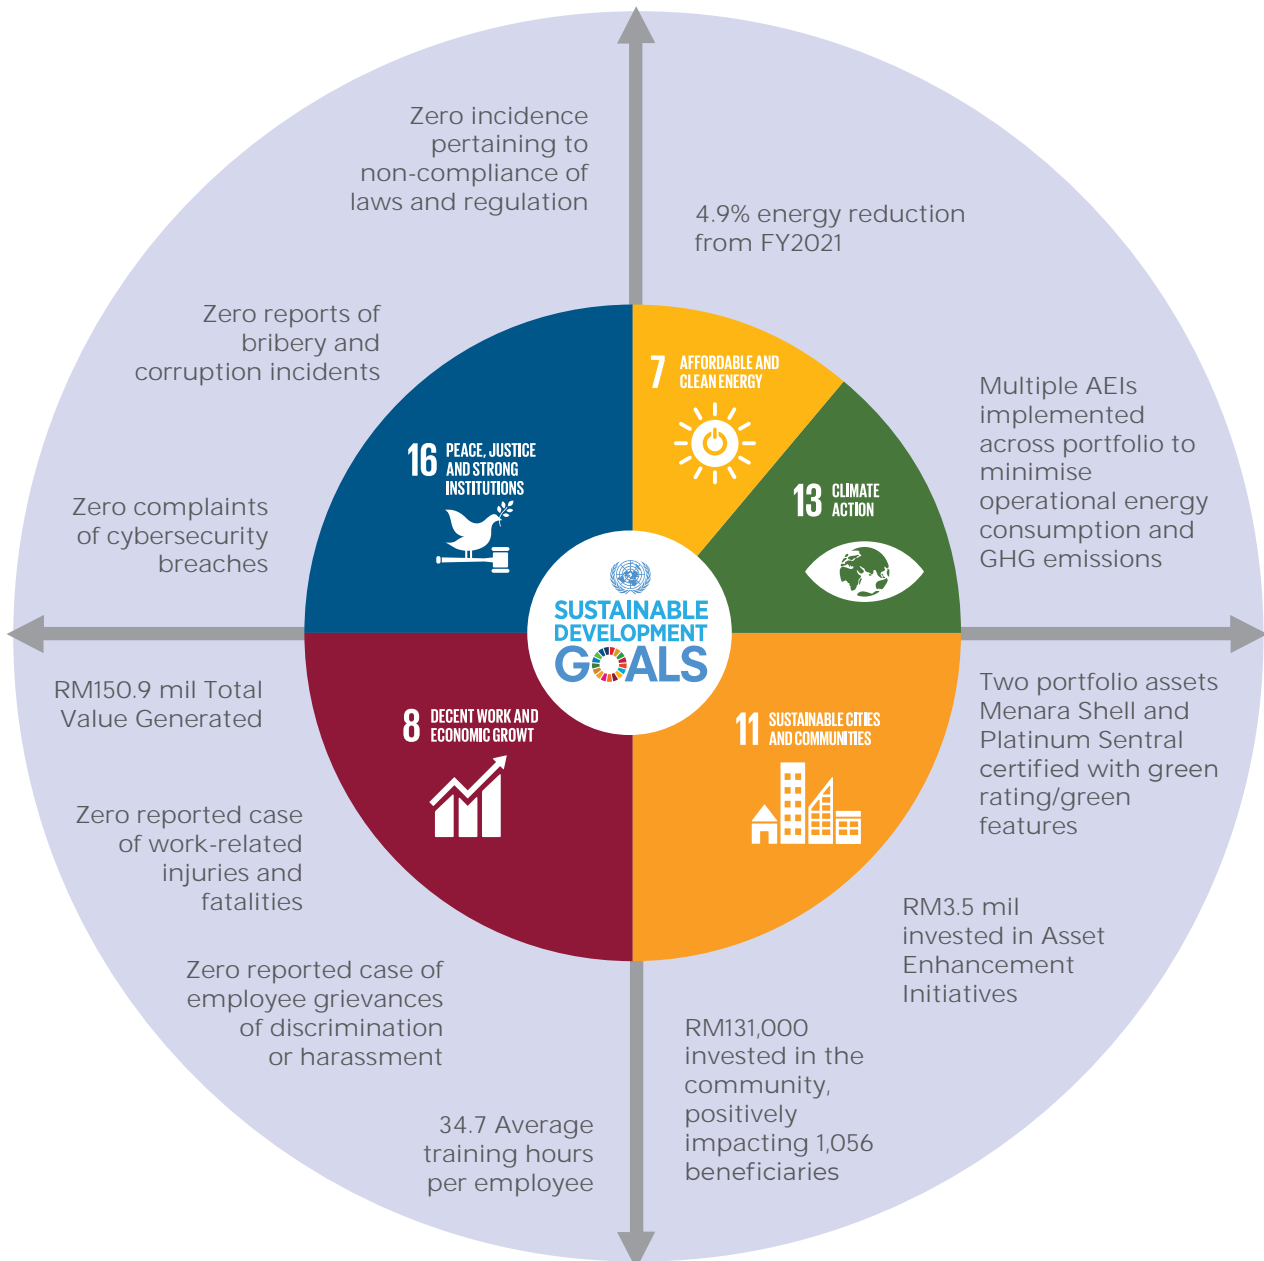 Zero incidence
pertaining to
non-compliance of
laws and regulation
4.9% energy reduction
from FY2021
Zero reports of
bribery and
corruption incidents
Multiple AEIs
implemented
across portfolio to
minimise
operational energy
consumption and
GHG emissions
Zero complaints
of cybersecurity
breaches
7 AFFORDABLE AND
CLEAN ENERGY
16 PEACE, JUSTICE
AND STRONG
INSTITUTIONS
13 CLIMATE
ACTION
SUSTAINABLE
DEVELOPMENT
GOALS
8 DECENT WORK AND
ECONOMIC GROWT
11 SUSTAINABLE CITIES
AND COMMUNITIES
RM150.9 mil Total
Value Generated
Two portfolio assets
Menara Shell and
Platinum Sentral
certified with green
rating/green
features
Zero reported case
of work-related
injuries and
fatalities
RM3.5 mil
invested in Asset
Enhancement
Initiatives
Zero reported case of
employee grievances
of discrimination
or harassment
RM131,000
invested in the
community,
positively
impacting 1,056
beneficiaries
34.7 Average
training hours
per employee